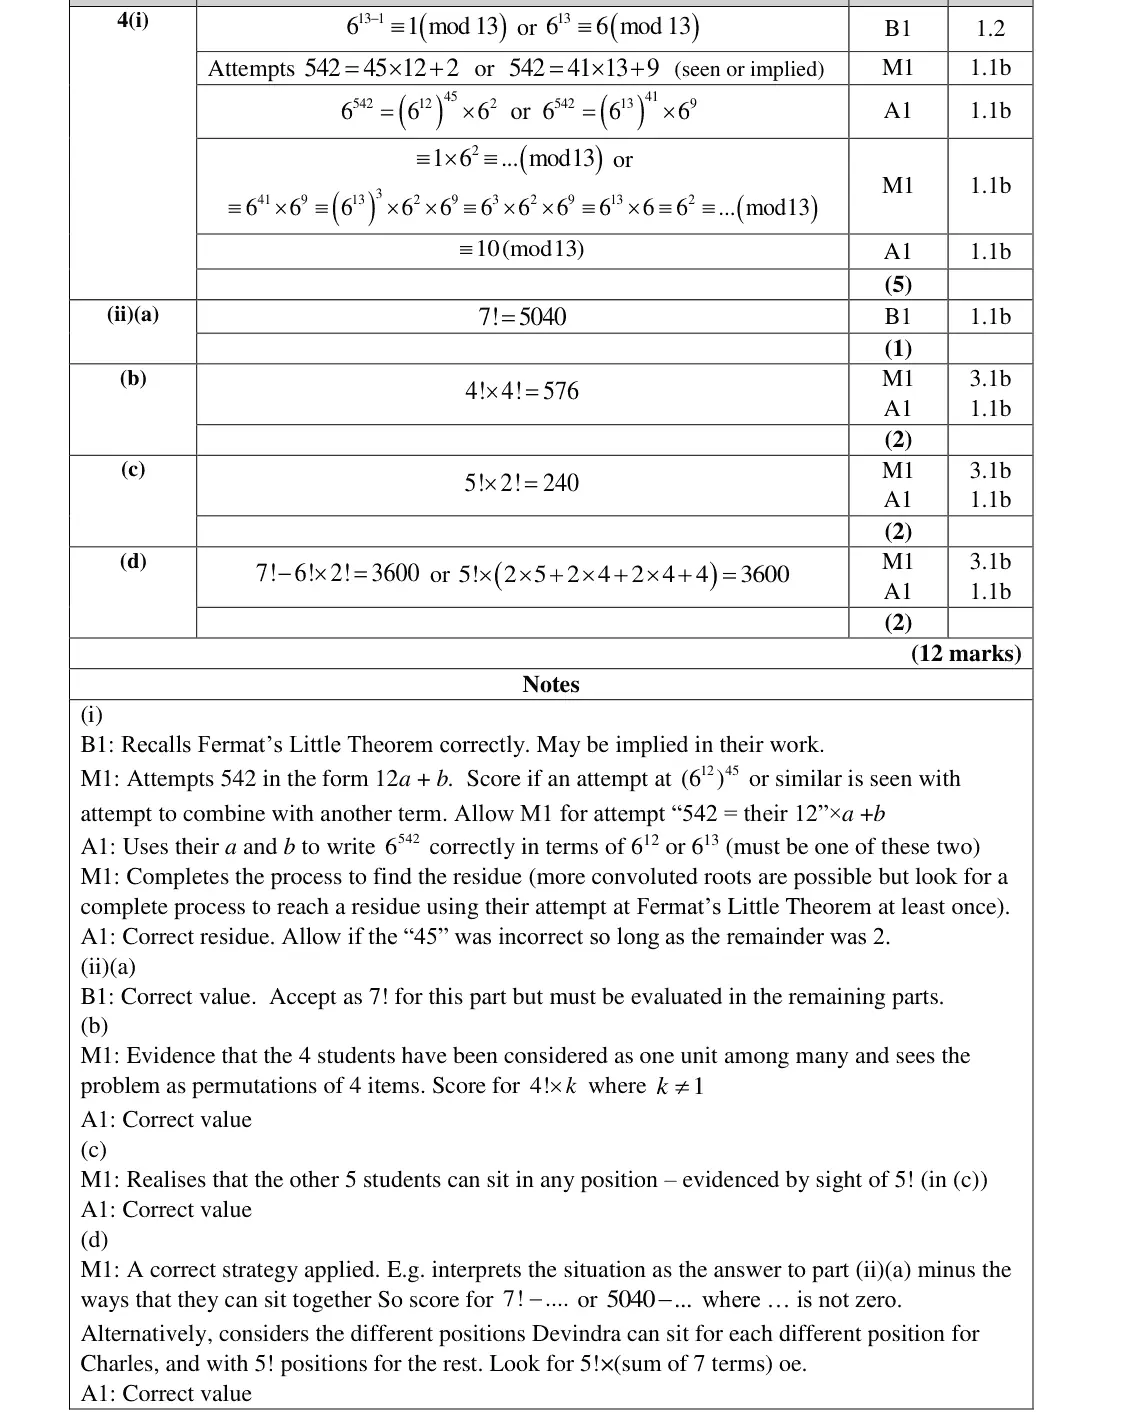 4(i) 6^{13−1} ≡ 1(mod 13) or 6^{13} ≡ 6(mod 13) B1 1.2
Attempts 542 = 45×12+2 or 542 = 41×13+9 (seen or implied) M1 1.1b
6^{542} = (6^{12})^{45} × 6^2 or 6^{542} = (6^{13})^{41} × 6^9 A1 1.1b
≡ 1×6^2 ≡ ...(mod13) or
≡ 6^{41} × 6^9 ≡ (6^{13})^3 × 6^2 × 6^9 ≡ 6^3 × 6^2 × 6^9 ≡ 6^{13} × 6 ≡ 6^2 ≡ ...(mod13) M1 1.1b
≡ 10(mod13) A1 1.1b
(5)
(ii)(a) 7! = 5040 B1 1.1b
(1)
(b) 4!×4! = 576 M1 3.1b
A1 1.1b
(2)
(c) 5!×2! = 240 M1 3.1b
A1 1.1b
(2)
(d) 7!−6!×2! = 3600 or 5!×(2×5+2×4+2×4+4) = 3600 M1 3.1b
A1 1.1b
(2)
(12 marks)
Notes
(i)
B1: Recalls Fermat’s Little Theorem correctly. May be implied in their work.
M1: Attempts 542 in the form 12a + b. Score if an attempt at (6^{12})^{45} or similar is seen with
attempt to combine with another term. Allow M1 for attempt “542 = their 12”×a +b
A1: Uses their a and b to write 6^{542} correctly in terms of 6^{12} or 6^{13} (must be one of these two)
M1: Completes the process to find the residue (more convoluted roots are possible but look for a
complete process to reach a residue using their attempt at Fermat’s Little Theorem at least once).
A1: Correct residue. Allow if the “45” was incorrect so long as the remainder was 2.
(ii)(a)
B1: Correct value. Accept as 7! for this part but must be evaluated in the remaining parts.
(b)
M1: Evidence that the 4 students have been considered as one unit among many and sees the
problem as permutations of 4 items. Score for 4!×k where k ≠ 1
A1: Correct value
(c)
M1: Realises that the other 5 students can sit in any position – evidenced by sight of 5! (in (c))
A1: Correct value
(d)
M1: A correct strategy applied. E.g. interprets the situation as the answer to part (ii)(a) minus the
ways that they can sit together So score for 7! − .... or 5040 − ... where … is not zero.
Alternatively, considers the different positions Devindra can sit for each different position for
Charles, and with 5! positions for the rest. Look for 5!×(sum of 7 terms) oe.
A1: Correct value